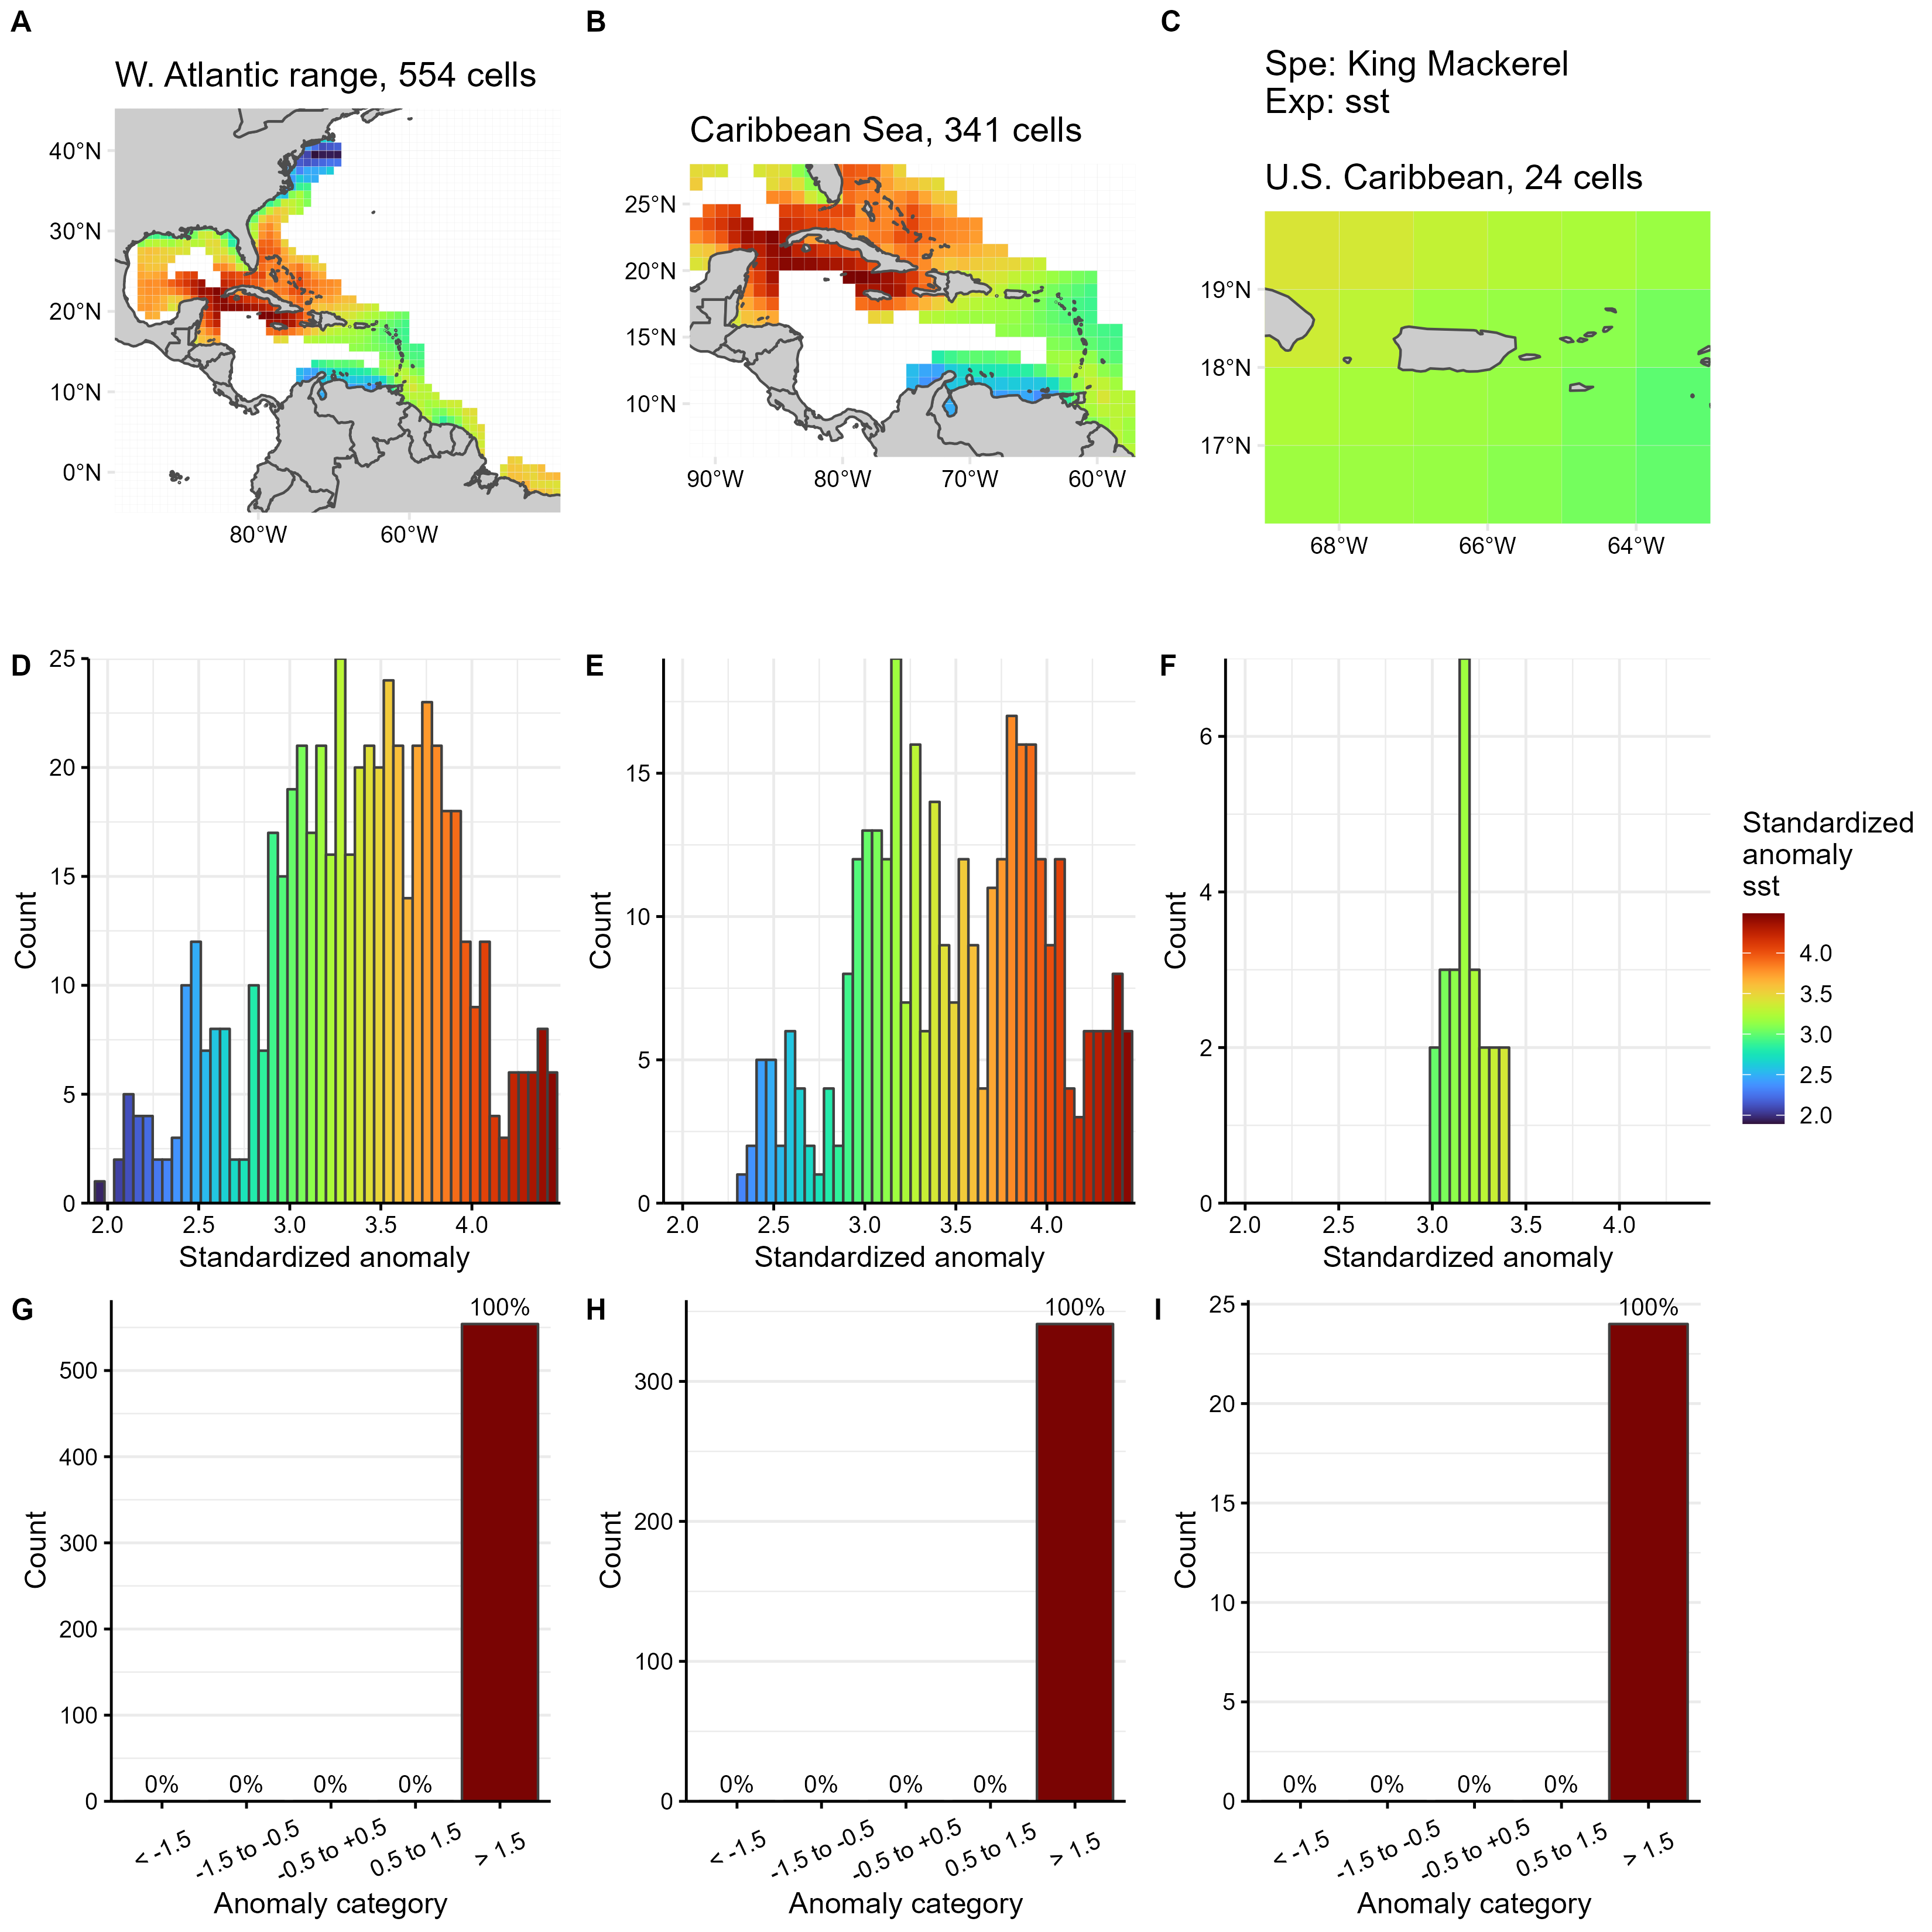 A
B
C
W. Atlantic range, 554 cells
Caribbean Sea, 341 cells
Spe: King Mackerel
Exp: sst
U.S. Caribbean, 24 cells
40°N
30°N
20°N
10°N
0°N
80°W
60°W
25°N
20°N
15°N
10°N
90°W
80°W
70°W
60°W
19°N
18°N
17°N
68°W
66°W
64°W
D
25
20
15
10
5
0
Count
2.0
2.5
3.0
3.5
4.0
Standardized anomaly
E
15
10
5
0
Count
2.0
2.5
3.0
3.5
4.0
Standardized anomaly
F
6
4
2
0
Count
2.0
2.5
3.0
3.5
4.0
Standardized anomaly
Standardized
anomaly
sst
4.0
3.5
3.0
2.5
2.0
G
500
400
300
200
100
0
Count
0%
0%
0%
0%
100%
< -1.5
-1.5 to -0.5
-0.5 to +0.5
0.5 to 1.5
> 1.5
Anomaly category
H
300
200
100
0
Count
0%
0%
0%
0%
100%
< -1.5
-1.5 to -0.5
-0.5 to +0.5
0.5 to 1.5
> 1.5
Anomaly category
I
25
20
15
10
5
0
Count
0%
0%
0%
0%
100%
< -1.5
-1.5 to -0.5
-0.5 to +0.5
0.5 to 1.5
> 1.5
Anomaly category